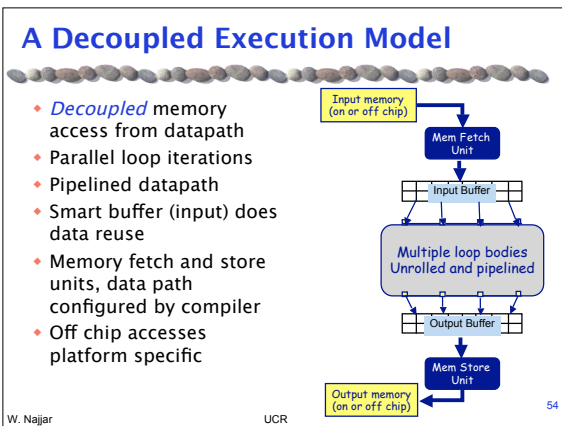 A Decoupled Execution Model
Decoupled memory
access from datapath
Parallel loop iterations
Pipelined datapath
Smart buffer (input) does
data reuse
Memory fetch and store
units, data path
configured by compiler
Off chip accesses
platform specific
Input memory
(on or off chip)
Mem Fetch
Unit
Input Buffer
Multiple loop bodies
Unrolled and pipelined
Output Buffer
Mem Store
Unit
Output memory
(on or off chip)
W. Najjar
UCR
54